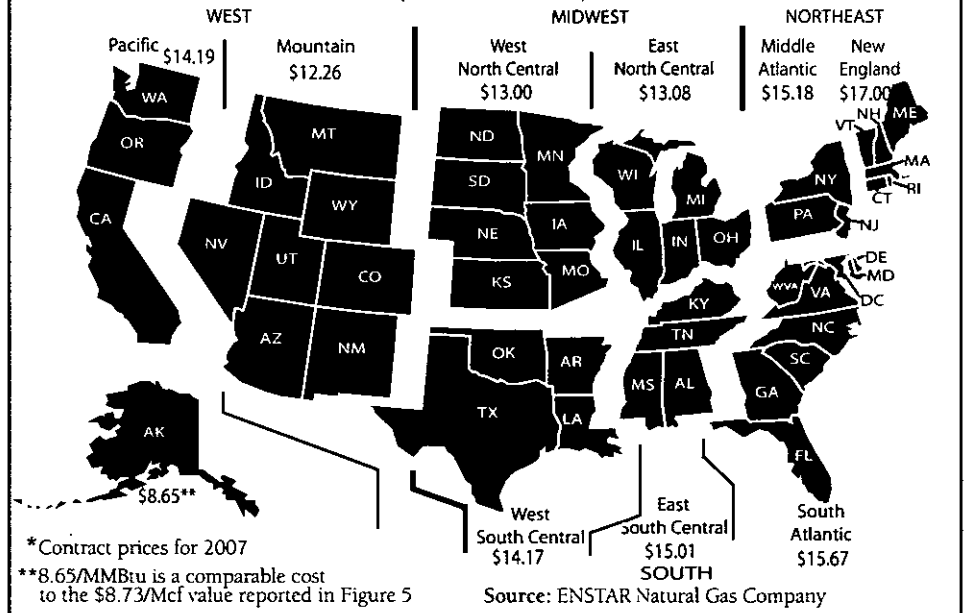 WEST
MIDWEST
NORTHEAST
Pacific $14.19
Mountain
$12.26
West
North Central
$13.00
East
North Central
$13.08
Middle
Atlantic
$15.18
New
England
$17.00
WA
OR
CA
MT
ID
WY
NV
UT
CO
AZ
NM
ND
SD
NE
KS
MN
IA
MO
WI
MI
IL
IN
OH
NY
PA
NJ
VT
NH
ME
MA
RI
CT
DE
MD
DC
WVA
VA
NC
SC
GA
FL
KY
TN
MS
AL
OK
AR
TX
LA
AK
$8.65**
West
South Central
$14.17
East
South Central
$15.01
SOUTH
South
Atlantic
$15.67
*Contract prices for 2007
**8.65/MMBtu is a comparable cost
to the $8.73/Mcf value reported in Figure 5
Source: ENSTAR Natural Gas Company